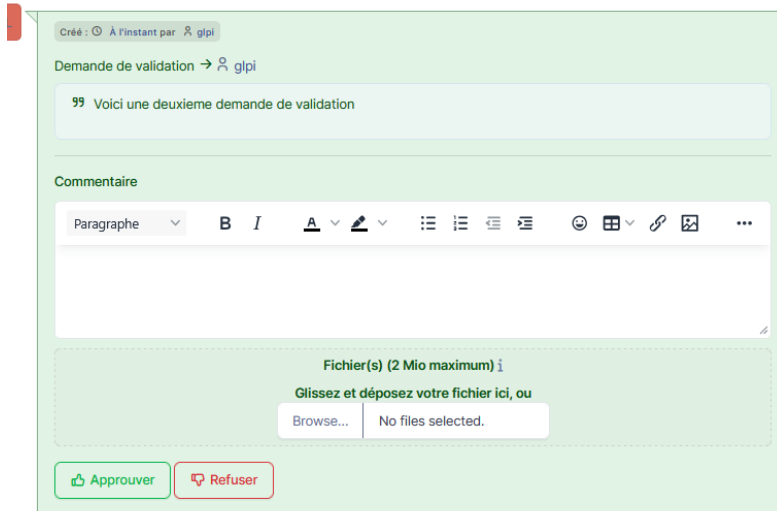 Créé : À l'instant par glpi
Demande de validation → glpi
Voici une deuxieme demande de validation
Commentaire
Paragraphe B I A
Fichier(s) (2 Mio maximum) i
Glissez et déposez votre fichier ici, ou
Browse... No files selected.
Approuver Refuser